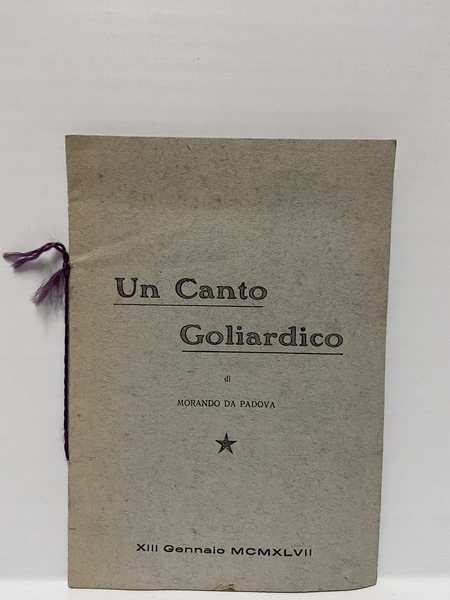 Un Canto
Goliardico
di
MORANDO DA PADOVA
XIII Gennaio MCMXLVII